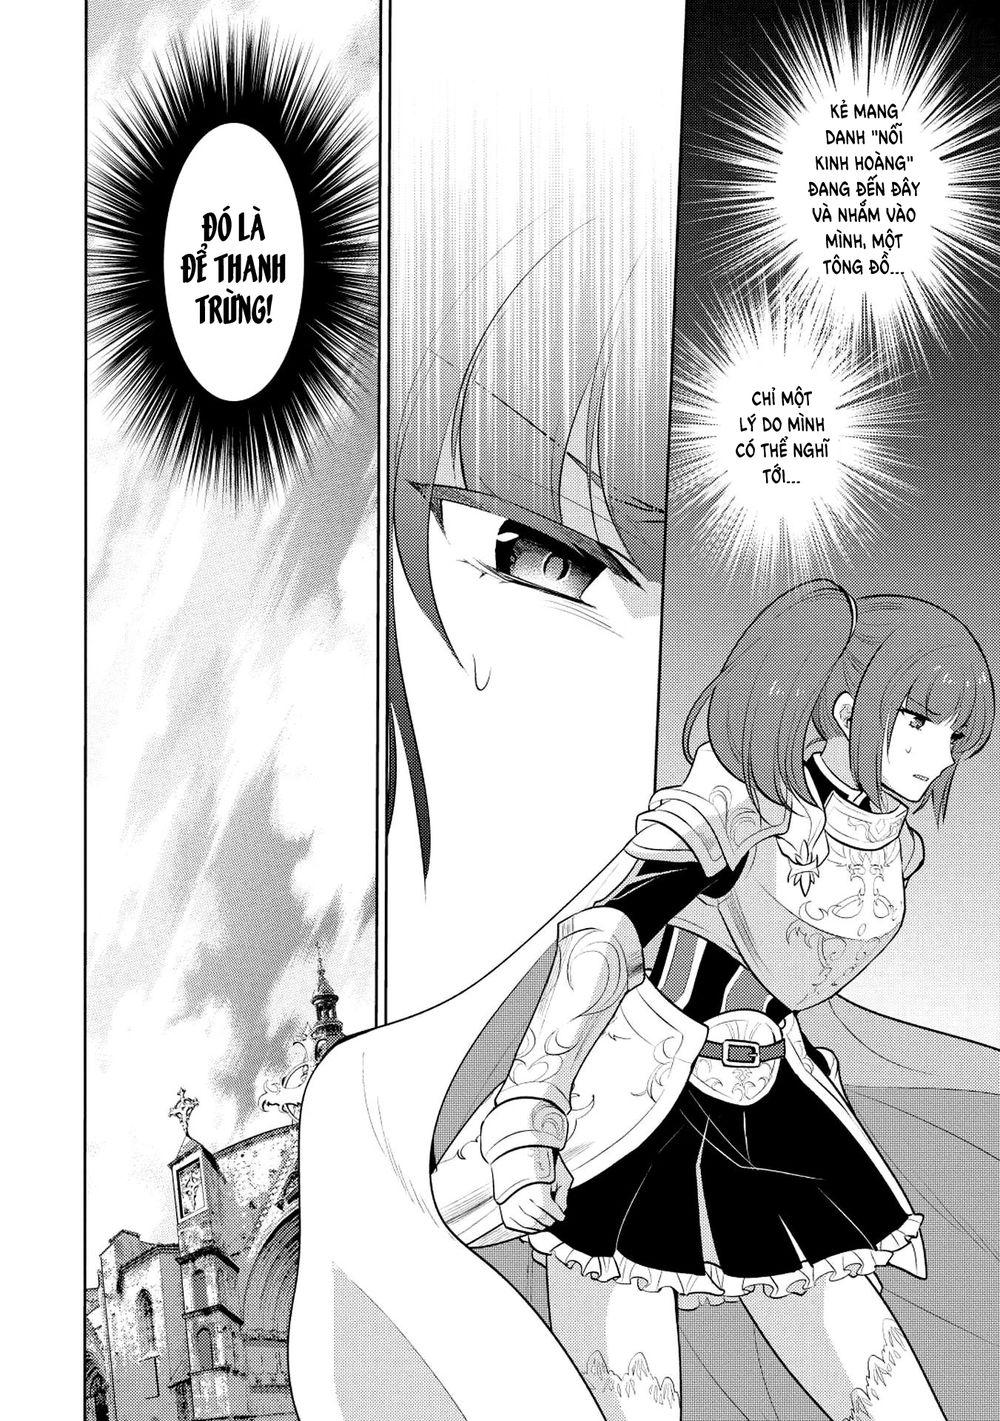 KẺ MANG
DANH "NỖI
KINH HOÀNG"
ĐANG ĐẾN ĐÂY
VÀ NHẮM VÀO
MÌNH, MỘT
TÔNG ĐỒ...
CHỈ MỘT
LÝ DO MÌNH
CÓ THỂ NGHĨ
TỚI...
ĐÓ LÀ
ĐỂ THANH
TRỪNG!